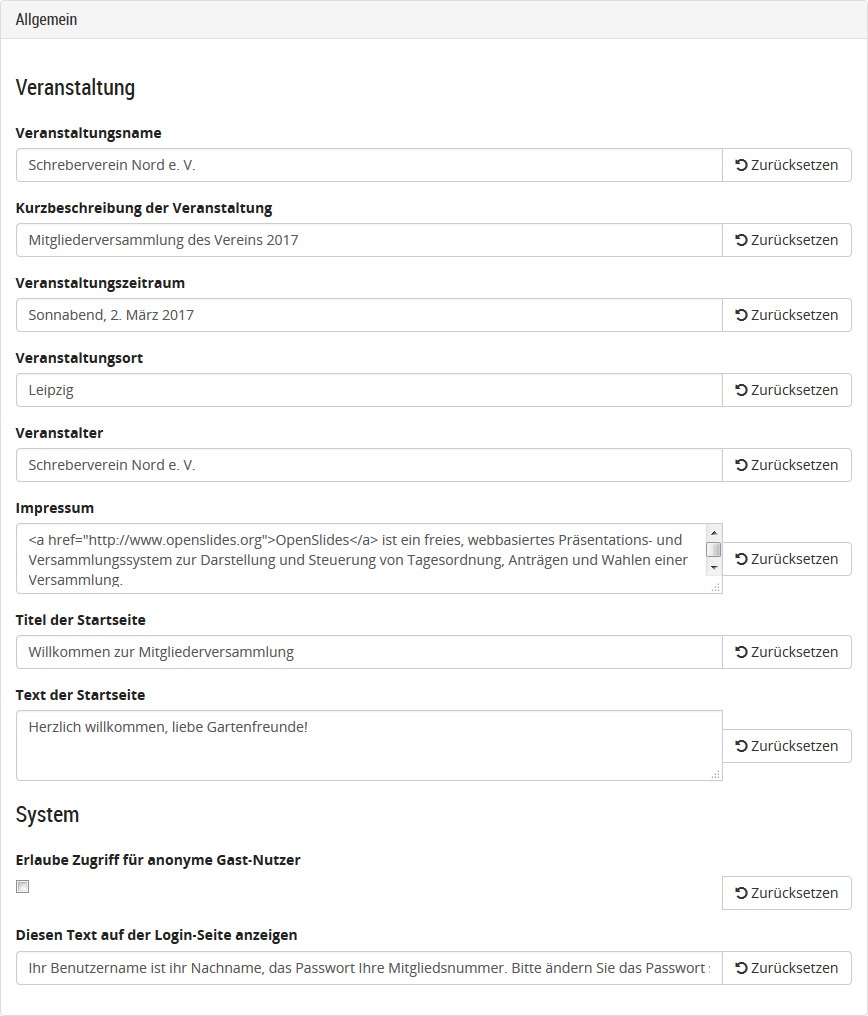 Allgemein
Veranstaltung
Veranstaltungsname
Schreberverein Nord e. V.
Zurücksetzen
Kurzbeschreibung der Veranstaltung
Mitgliederversammlung des Vereins 2017
Zurücksetzen
Veranstaltungszeitraum
Sonnabend, 2. März 2017
Zurücksetzen
Veranstaltungsort
Leipzig
Zurücksetzen
Veranstalter
Schreberverein Nord e. V.
Zurücksetzen
Impressum
<a href="http://www.openslides.org">OpenSlides</a> ist ein freies, webbasiertes Präsentations- und
Versammlungssystem zur Darstellung und Steuerung von Tagesordnung, Anträgen und Wahlen einer
Versammlung.
Zurücksetzen
Titel der Startseite
Willkommen zur Mitgliederversammlung
Zurücksetzen
Text der Startseite
Herzlich willkommen, liebe Gartenfreunde!
Zurücksetzen
System
Erlaube Zugriff für anonyme Gast-Nutzer
Zurücksetzen
Diesen Text auf der Login-Seite anzeigen
Ihr Benutzername ist ihr Nachname, das Passwort Ihre Mitgliedsnummer. Bitte ändern Sie das Passwort
Zurücksetzen